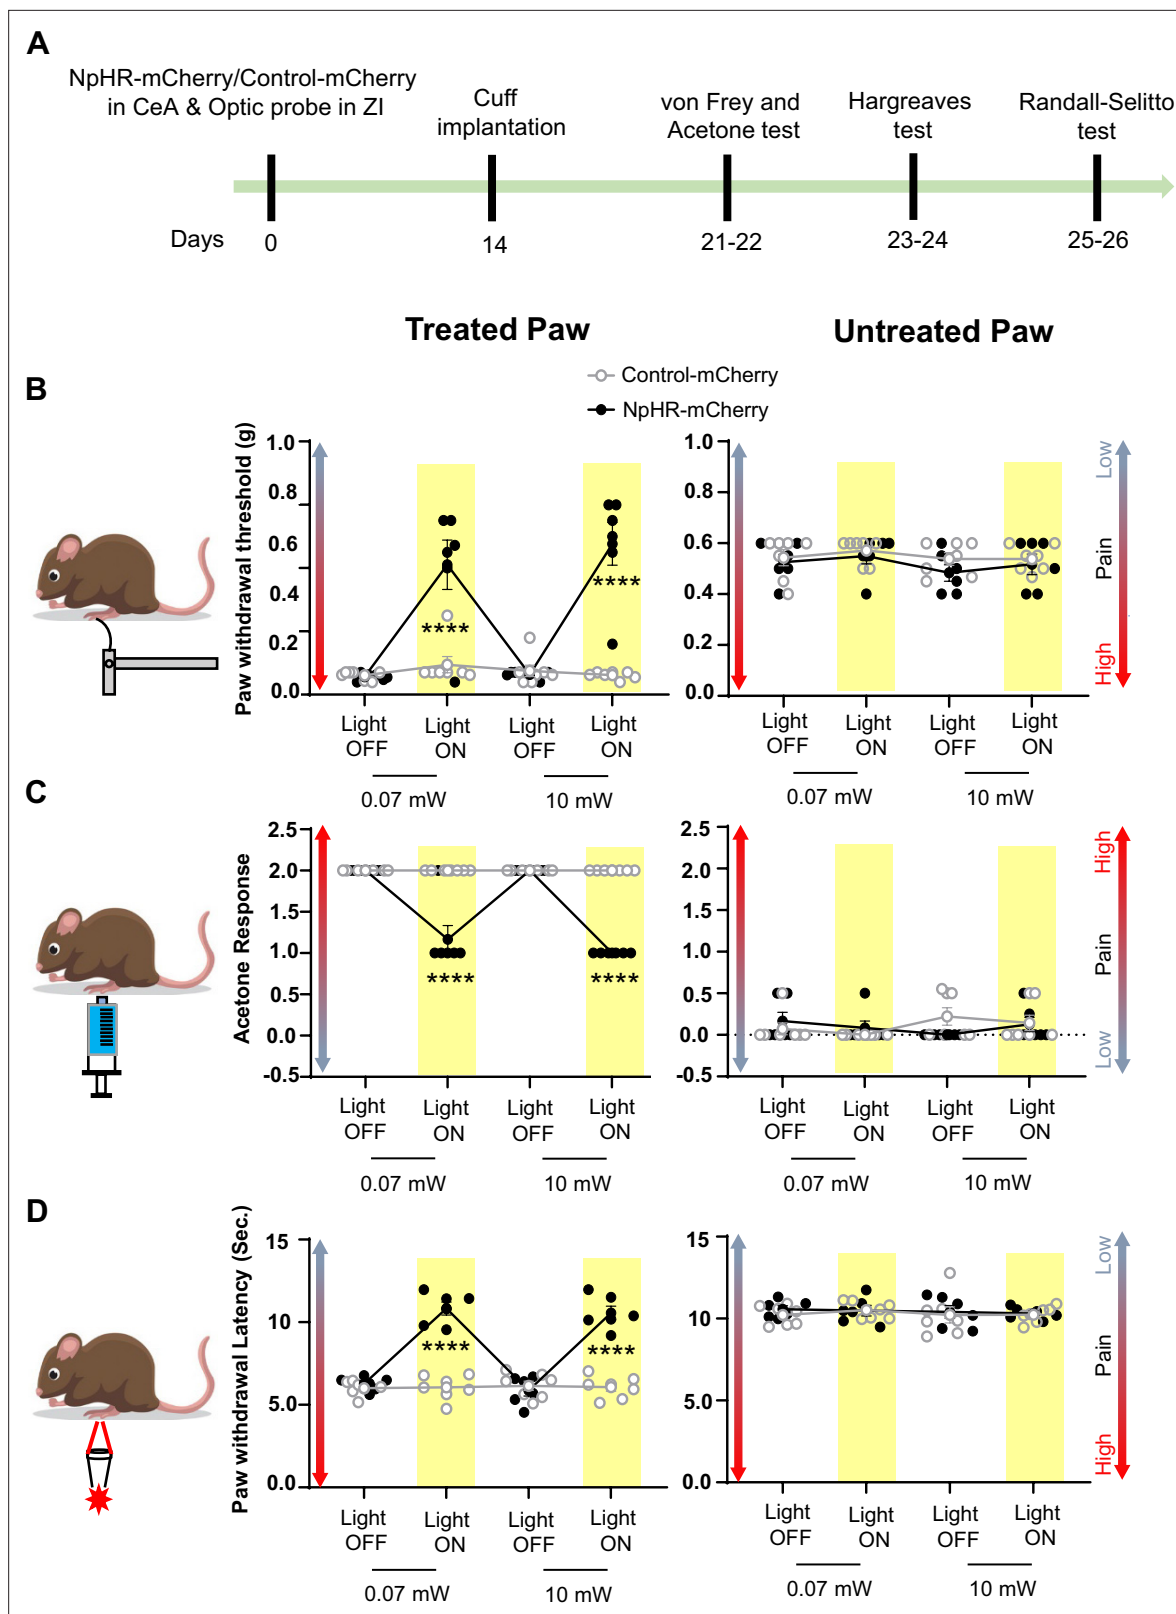 A
NpHR-mCherry/Control-mCherry
in CeA & Optic probe in ZI
Cuff
implantation
von Frey and
Acetone test
Hargreaves
test
Randall-Selitto
test
Days
0
14
21-22
23-24
25-26
Treated Paw
Untreated Paw
Control-mCherry
NpHR-mCherry
B
Paw withdrawal threshold (g)
1.0
0.8
0.6
0.4
0.2
0.0
****
****
Light
OFF
Light
ON
Light
OFF
Light
ON
0.07 mW
10 mW
1.0
0.8
0.6
0.4
0.2
0.0
Light
OFF
Light
ON
Light
OFF
Light
ON
0.07 mW
10 mW
Low
Pain
High
C
Acetone Response
2.5
2.0
1.5
1.0
0.5
0.0
-0.5
****
****
Light
OFF
Light
ON
Light
OFF
Light
ON
0.07 mW
10 mW
2.5
2.0
1.5
1.0
0.5
0.0
-0.5
Light
OFF
Light
ON
Light
OFF
Light
ON
0.07 mW
10 mW
High
Pain
Low
D
Paw withdrawal Latency (Sec.)
15
10
5.0
0.0
****
****
Light
OFF
Light
ON
Light
OFF
Light
ON
0.07 mW
10 mW
15
10
5.0
0.0
Light
OFF
Light
ON
Light
OFF
Light
ON
0.07 mW
10 mW
Low
Pain
High